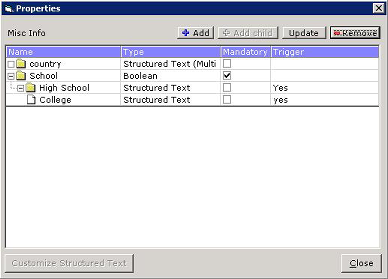 Properties
Misc Info Add Add child Update Remove
Name Type Mandatory Trigger
country Structured Text (Multi
School Boolean
High School Structured Text Yes
College Structured Text yes
Customize Structured Text Close